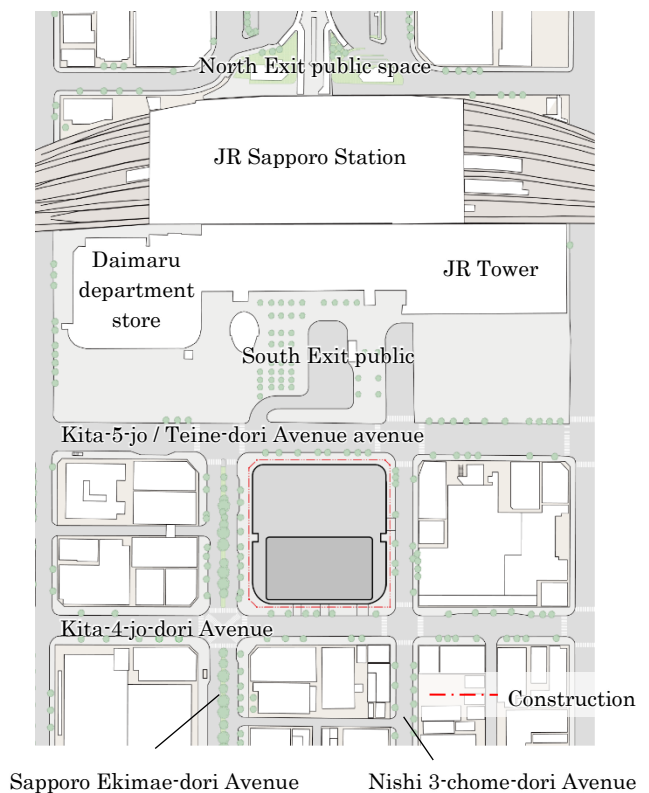 North Exit public space
JR Sapporo Station
Daimaru
department
store
JR Tower
South Exit public
Kita-5-jo / Teine-dori Avenue avenue
Kita-4-jo-dori Avenue
Construction
Sapporo Ekimae-dori Avenue
Nishi 3-chome-dori Avenue